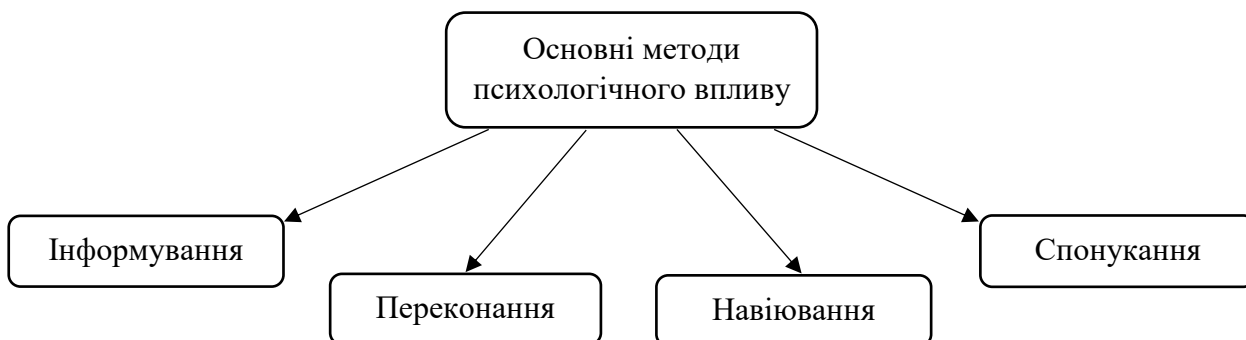 Основні методи
психологічного впливу
Інформування
Спонукання
Переконання
Навіювання